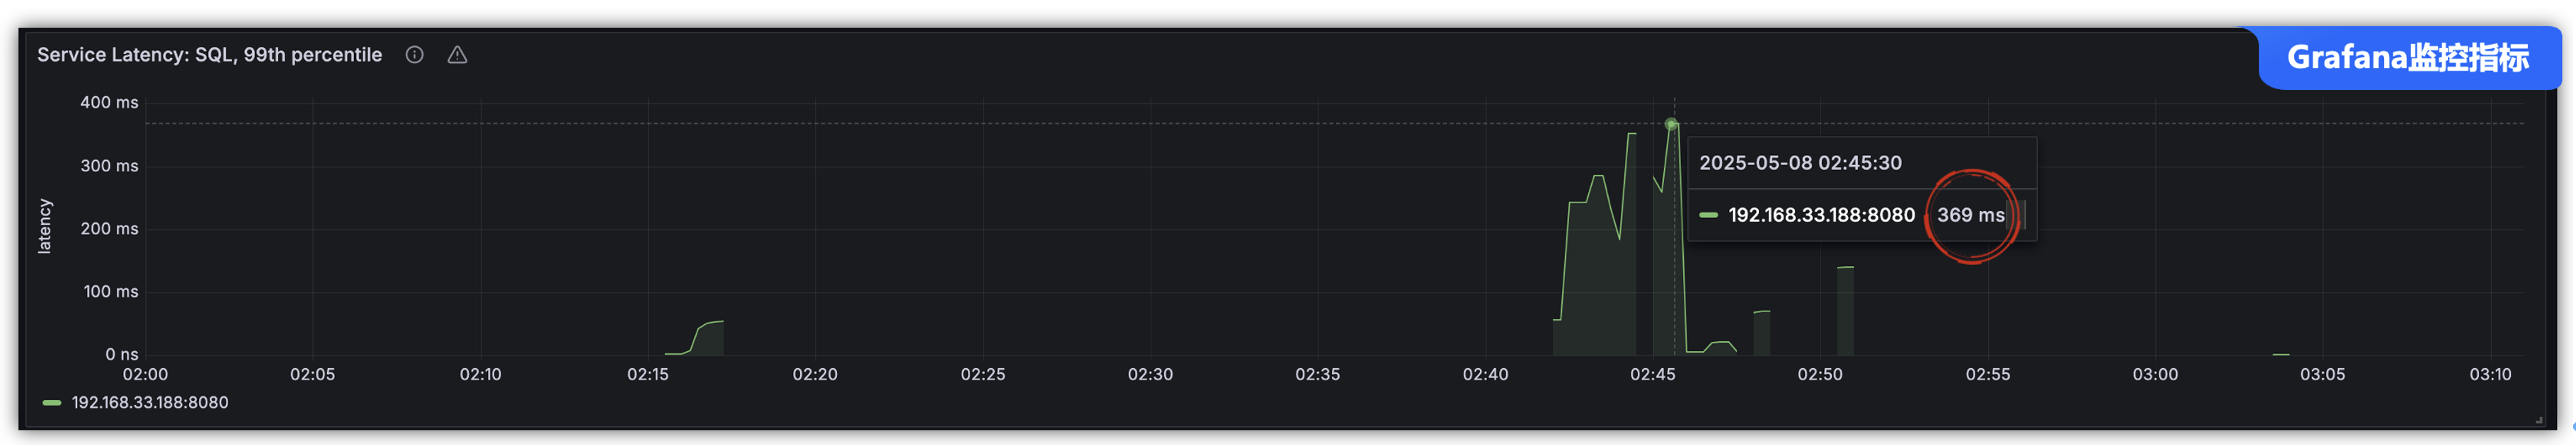 Service Latency: SQL, 99th percentile
Grafana监控指标
400 ms
300 ms
200 ms
100 ms
0 ns
latency
2025-05-08 02:45:30
192.168.33.188:8080 369 ms
02:00 02:05 02:10 02:15 02:20 02:25 02:30 02:35 02:40 02:45 02:50 02:55 03:00 03:05 03:10
192.168.33.188:8080